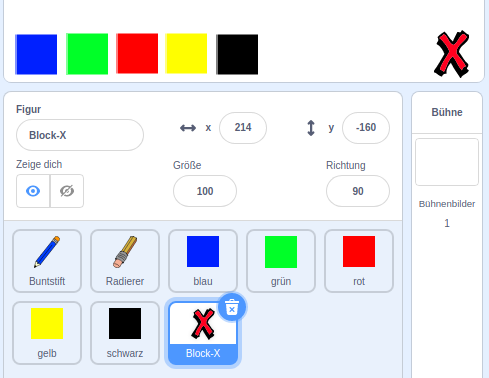 Figur
Bühne
Block-X
x
214
y
-160
Zeige dich
Größe
Richtung
100
90
Bühnenbilder
1
Buntstift
Radierer
blau
grün
rot
gelb
schwarz
Block-X